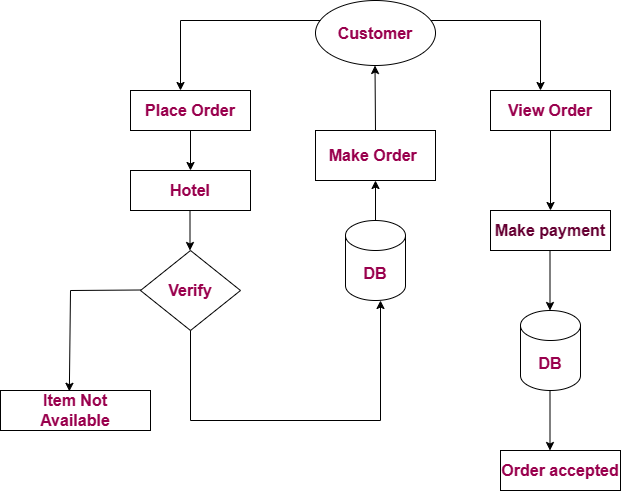 Customer
Place Order
View Order
Make Order
Hotel
Make payment
DB
Verify
DB
Item Not
Available
Order accepted